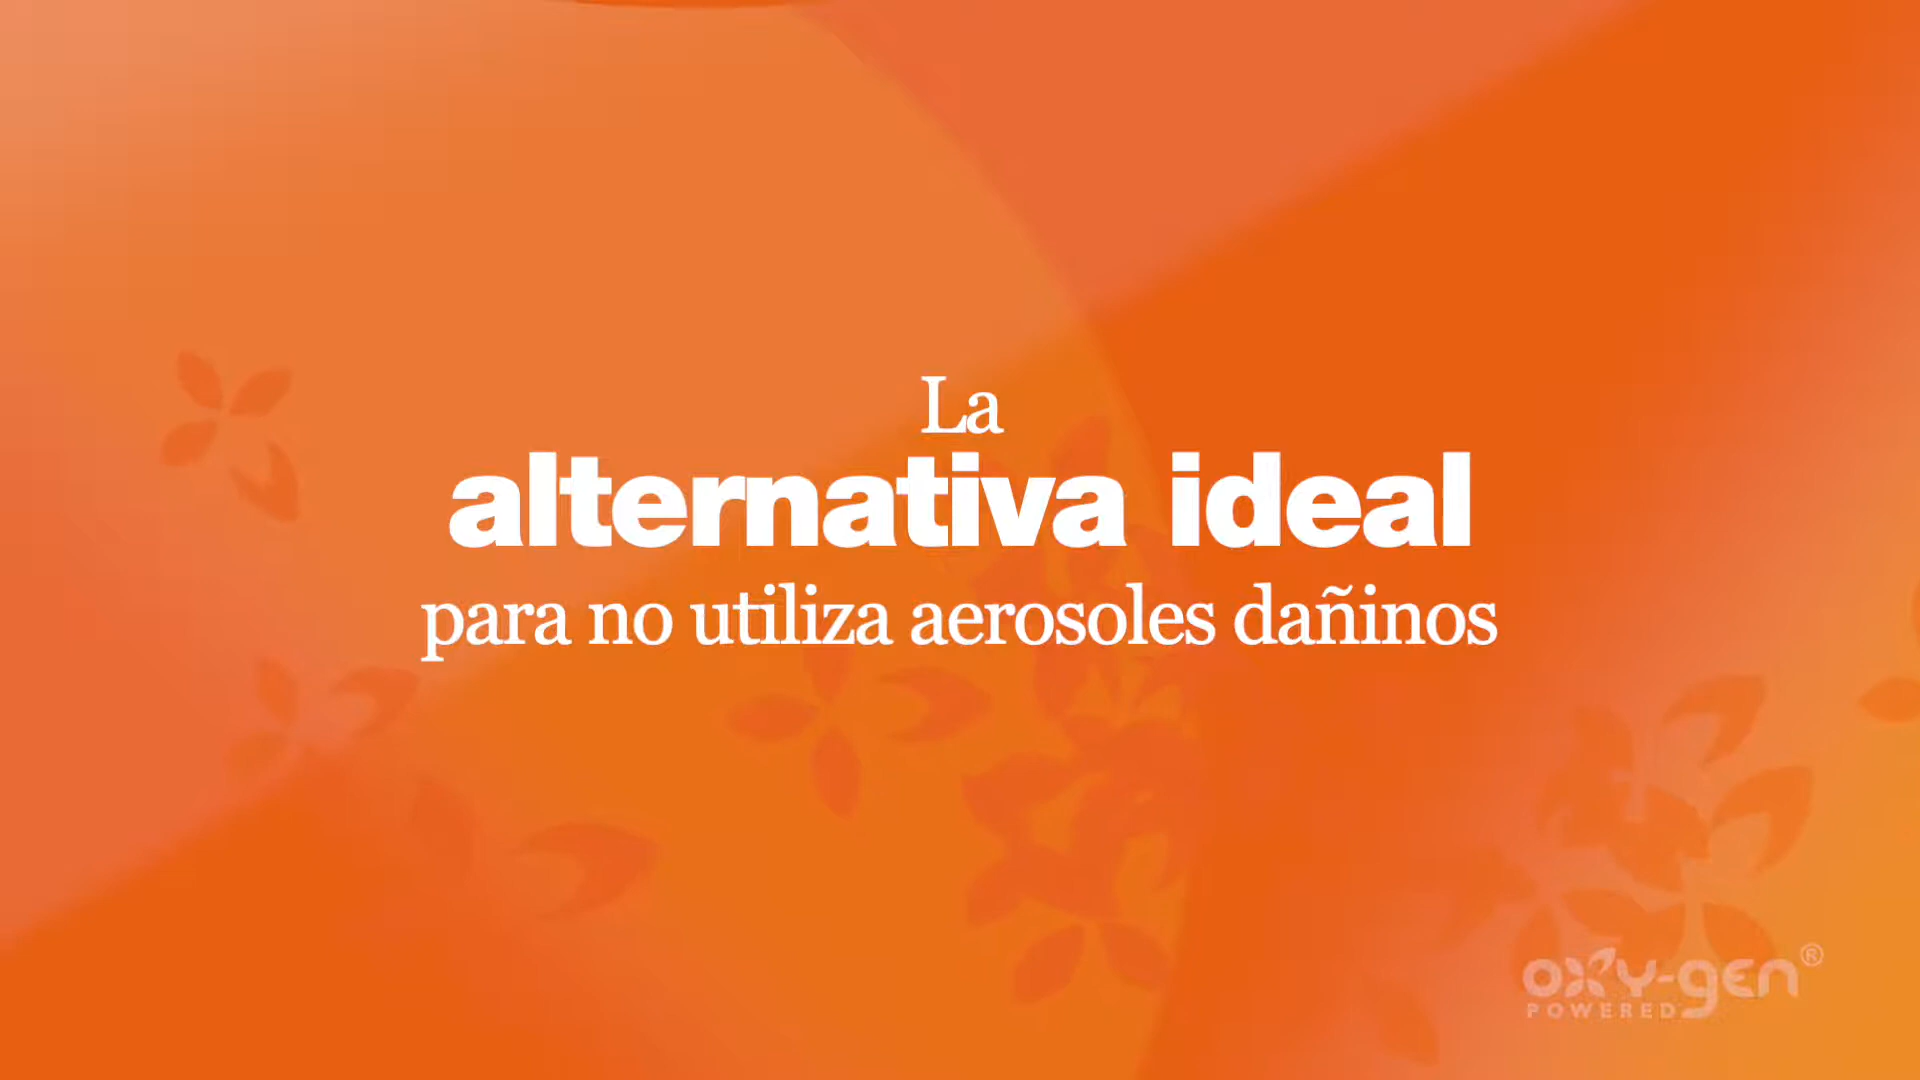 La
alternativa ideal
para no utiliza aerosoles dañinos
oxy-gen®
POWERED